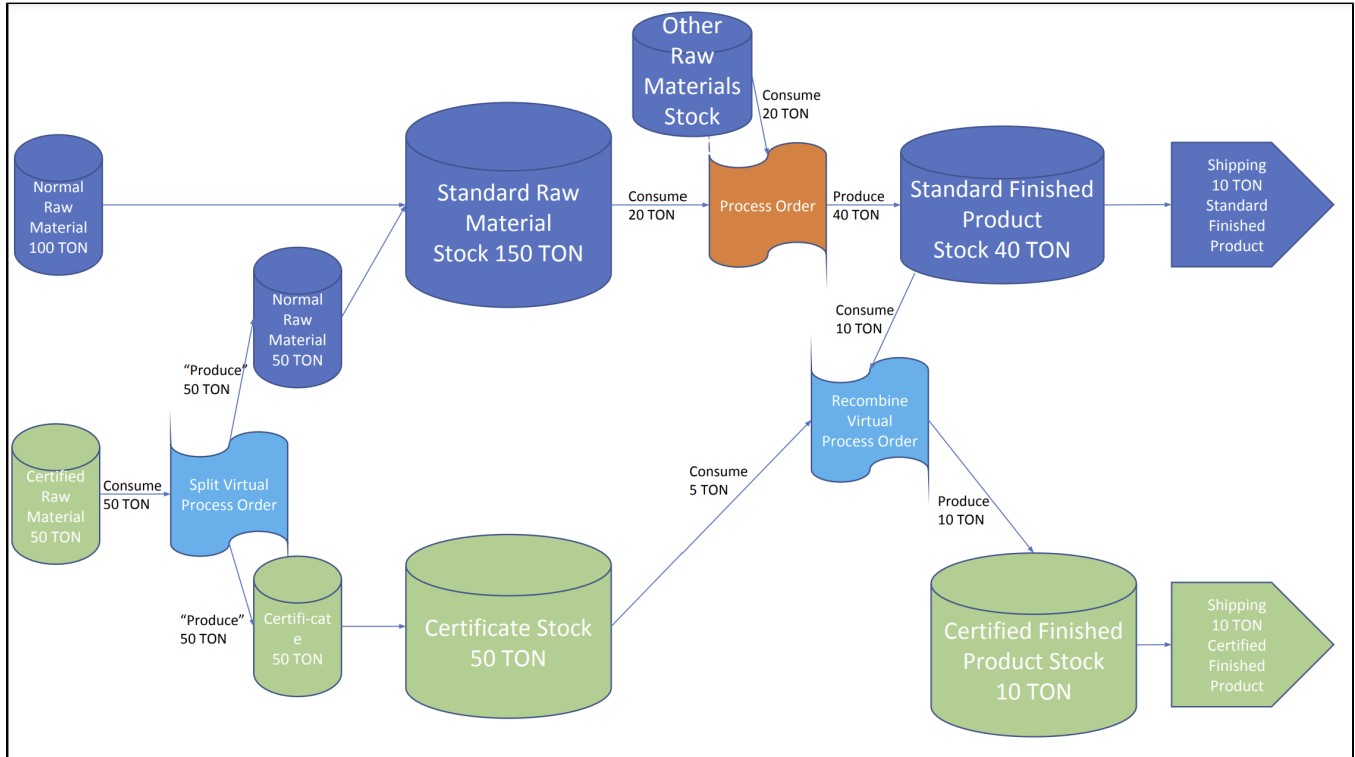 Other
Raw
Materials
Stock
Consume
20 TON
Normal
Raw
Material
100 TON
Standard Raw
Material
Stock 150 TON
Consume
20 TON
Process Order
Produce
40 TON
Standard Finished
Product
Stock 40 TON
Shipping
10 TON
Standard
Finished
Product
Normal
Raw
Material
50 TON
Consume
10 TON
“Produce”
50 TON
Recombine
Virtual
Process Order
Certified
Raw
Material
50 TON
Consume
50 TON
Split Virtual
Process Order
Consume
5 TON
Produce
10 TON
“Produce”
50 TON
Certifi-cat
e
50 TON
Certificate Stock
50 TON
Certified Finished
Product Stock
10 TON
Shipping
10 TON
Certified
Finished
Product